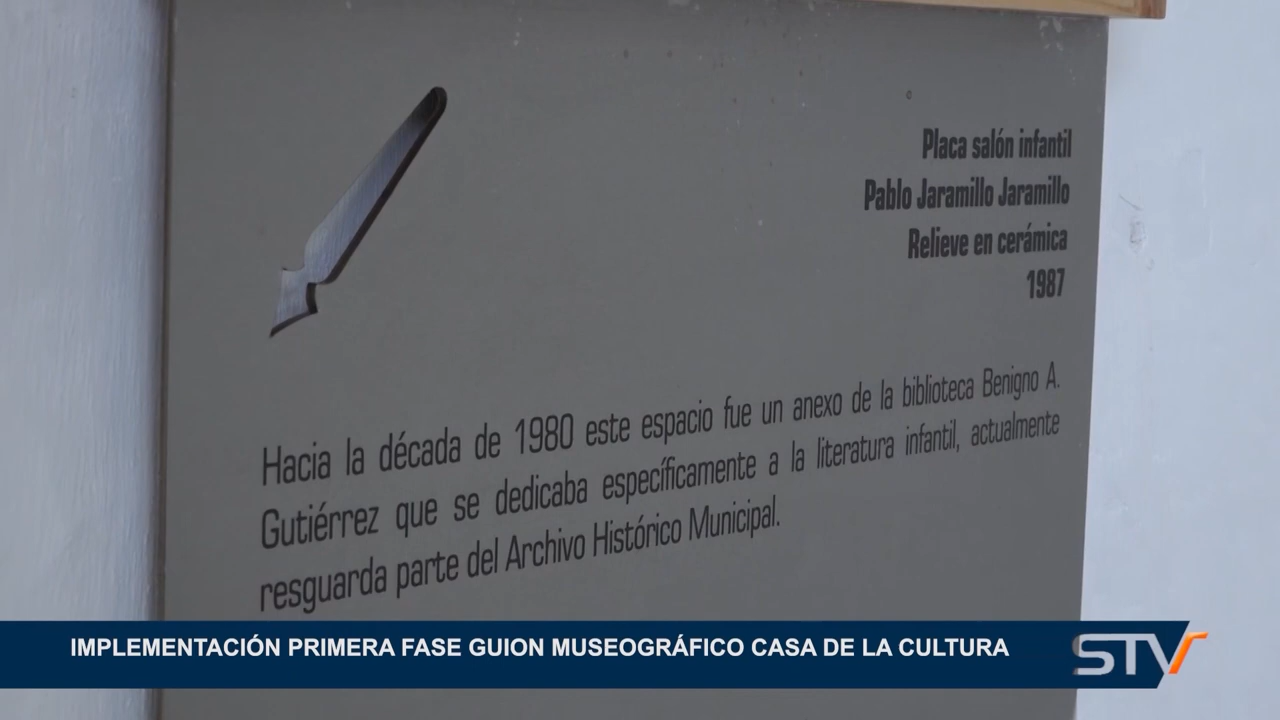 Placa salón infantil
Pablo Jaramillo Jaramillo
Relieve en cerámica
1987
Hacia la década de 1980 este espacio fue un anexo de la biblioteca Benigno A.
Gutiérrez que se dedicaba específicamente a la literatura infantil, actualmente
resguarda parte del Archivo Histórico Municipal.
IMPLEMENTACIÓN PRIMERA FASE GUION MUSEOGRÁFICO CASA DE LA CULTURA
STV